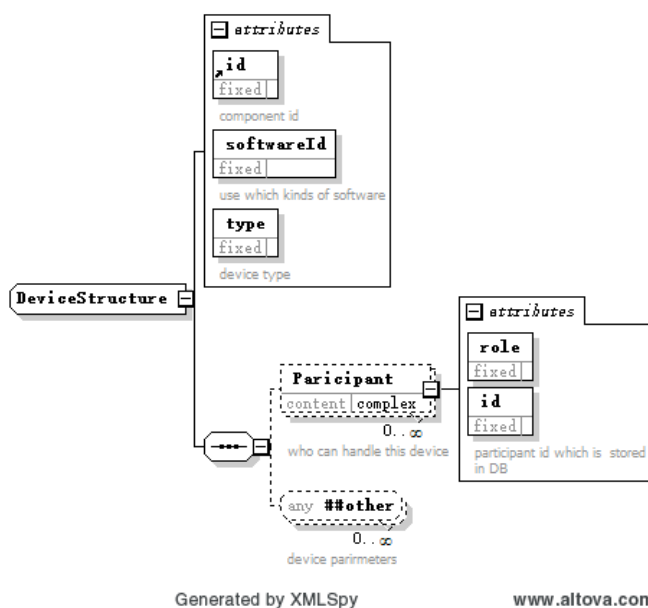 attributes
id
fixed
component id
softwareId
fixed
use which kinds of software
type
fixed
device type
DeviceStructure
attributes
role
fixed
id
fixed
participant id which is stored
in DB
Paricipant
content complex
0..∞
who can handle this device
any ##other
0..∞
device parirmeters
Generated by XMLSpy www.altova.com